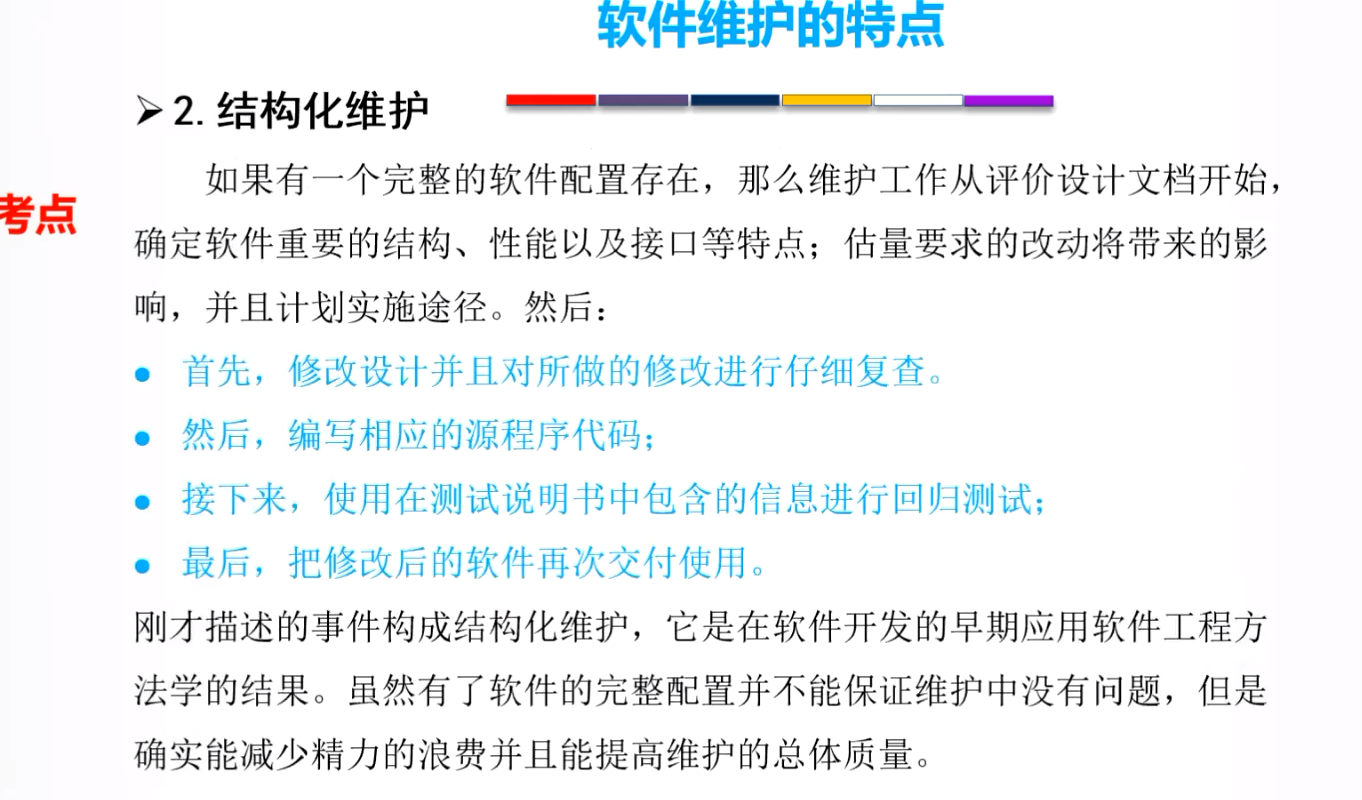 软件维护的特点
➢2.结构化维护
如果有一个完整的软件配置存在，那么维护工作从评价设计文档开始，
考点
确定软件重要的结构、性能以及接口等特点；估量要求的改动将带来的影
响，并且计划实施途径。然后：
● 首先，修改设计并且对所做的修改进行仔细复查。
● 然后，编写相应的源程序代码；
● 接下来，使用在测试说明书中包含的信息进行回归测试；
● 最后，把修改后的软件再次交付使用。
刚才描述的事件构成结构化维护，它是在软件开发的早期应用软件工程方
法学的结果。虽然有了软件的完整配置并不能保证维护中没有问题，但是
确实能减少精力的浪费并且能提高维护的总体质量。